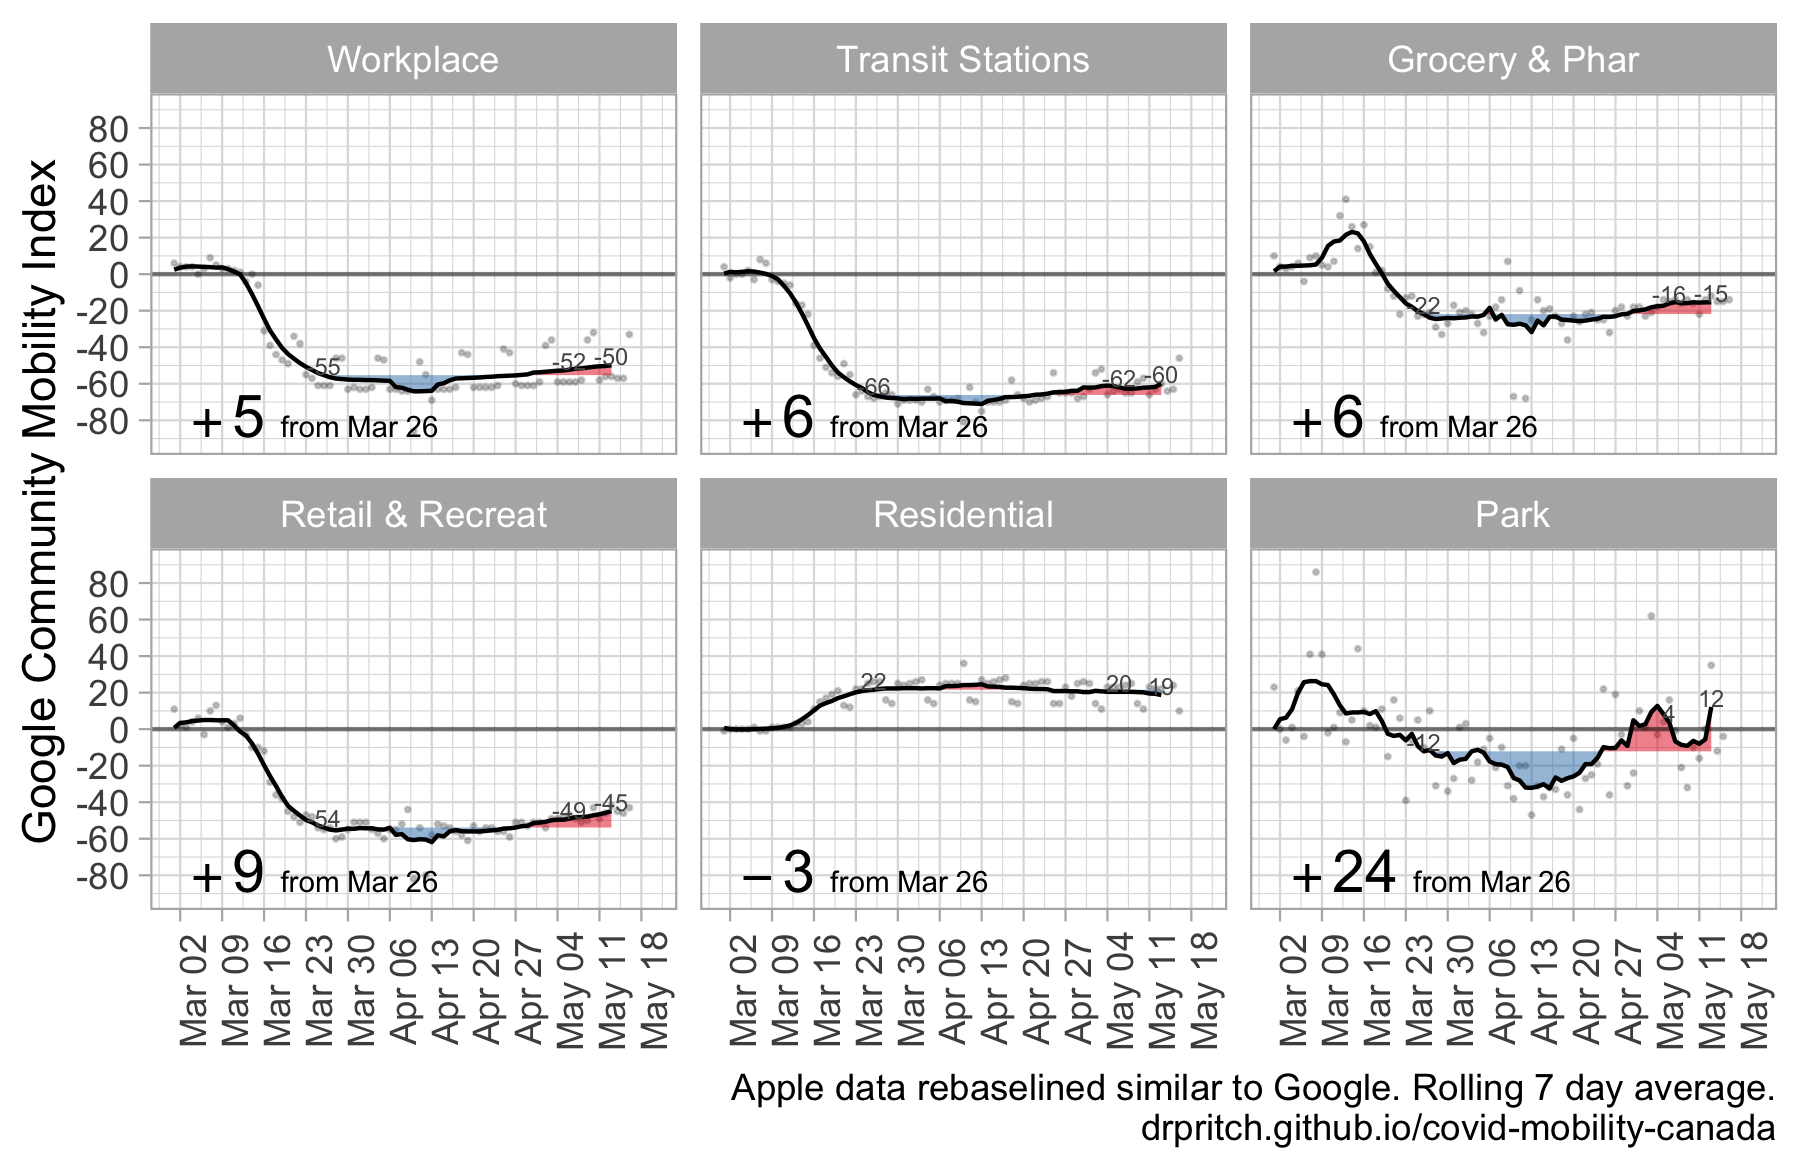 Workplace
Transit Stations
Grocery & Phar
Google Community Mobility Index
80
60
40
20
0
-20
-40
-60
-80
-55
-52
-50
+5 from Mar 26
-66
-62
-60
+6 from Mar 26
-22
-16
-15
+6 from Mar 26
Retail & Recreat
Residential
Park
80
60
40
20
0
-20
-40
-60
-80
-54
-49
-45
+9 from Mar 26
22
20
19
−3 from Mar 26
-12
4
12
+24 from Mar 26
Mar 02
Mar 09
Mar 16
Mar 23
Mar 30
Apr 06
Apr 13
Apr 20
Apr 27
May 04
May 11
May 18
Mar 02
Mar 09
Mar 16
Mar 23
Mar 30
Apr 06
Apr 13
Apr 20
Apr 27
May 04
May 11
May 18
Mar 02
Mar 09
Mar 16
Mar 23
Mar 30
Apr 06
Apr 13
Apr 20
Apr 27
May 04
May 11
May 18
Apple data rebaselined similar to Google. Rolling 7 day average.
drpritch.github.io/covid-mobility-canada